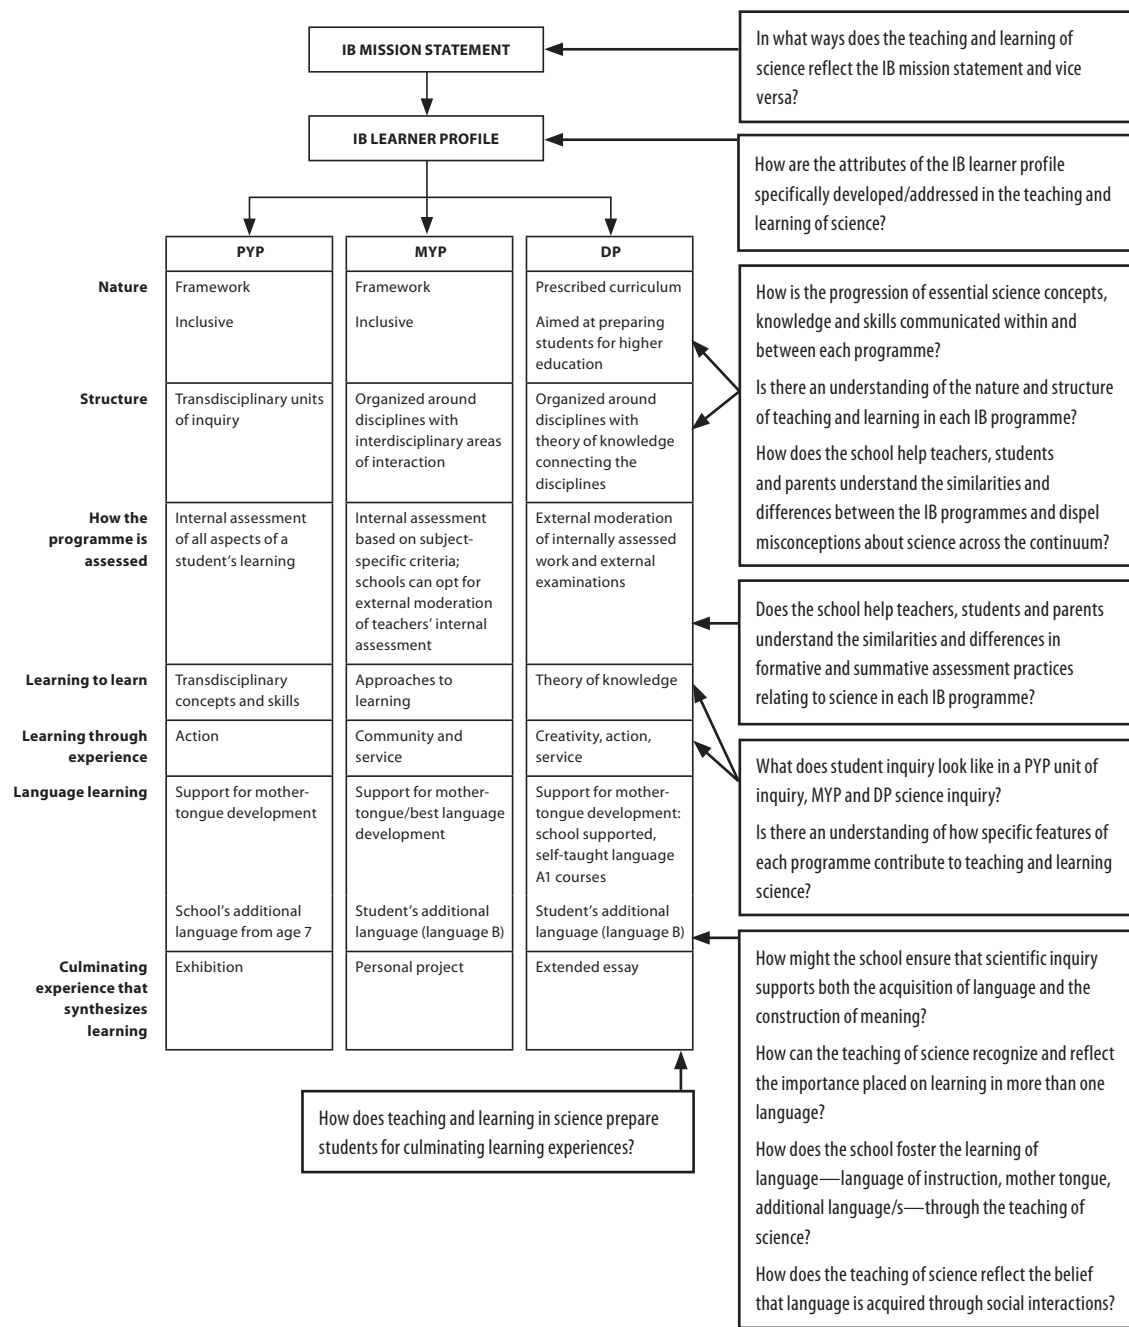 IB MISSION STATEMENT
In what ways does the teaching and learning of
science reflect the IB mission statement and vice
versa?
IB LEARNER PROFILE
How are the attributes of the IB learner profile
specifically developed/addressed in the teaching and
learning of science?
PYP
MYP
DP
Nature
Framework
Inclusive
Framework
Inclusive
Prescribed curriculum
Aimed at preparing
students for higher
education
How is the progression of essential science concepts,
knowledge and skills communicated within and
between each programme?
Is there an understanding of the nature and structure
of teaching and learning in each IB programme?
How does the school help teachers, students
and parents understand the similarities and
differences between the IB programmes and dispel
misconceptions about science across the continuum?
Structure
Transdisciplinary units
of inquiry
Organized around
disciplines with
interdisciplinary areas
of interaction
Organized around
disciplines with
theory of knowledge
connecting the
disciplines
How the
programme is
assessed
Internal assessment
of all aspects of a
student's learning
Internal assessment
based on subject-
specific criteria;
schools can opt for
external moderation
of teachers' internal
assessment
External moderation
of internally assessed
work and external
examinations
Does the school help teachers, students and parents
understand the similarities and differences in
formative and summative assessment practices
relating to science in each IB programme?
Learning to learn
Transdisciplinary
concepts and skills
Approaches to
learning
Theory of knowledge
Learning through
experience
Action
Community and
service
Creativity, action,
service
What does student inquiry look like in a PYP unit of
inquiry, MYP and DP science inquiry?
Is there an understanding of how specific features of
each programme contribute to teaching and learning
science?
Language learning
Support for mother-
tongue development
School's additional
language from age 7
Support for mother-
tongue/best language
development
Student's additional
language (language B)
Support for mother-
tongue development:
school supported,
self-taught language
A1 courses
Student's additional
language (language B)
How might the school ensure that scientific inquiry
supports both the acquisition of language and the
construction of meaning?
How can the teaching of science recognize and reflect
the importance placed on learning in more than one
language?
How does the school foster the learning of
language—language of instruction, mother tongue,
additional language/s—through the teaching of
science?
How does the teaching of science reflect the belief
that language is acquired through social interactions?
Culminating
experience that
synthesizes
learning
Exhibition
Personal project
Extended essay
How does teaching and learning in science prepare
students for culminating learning experiences?